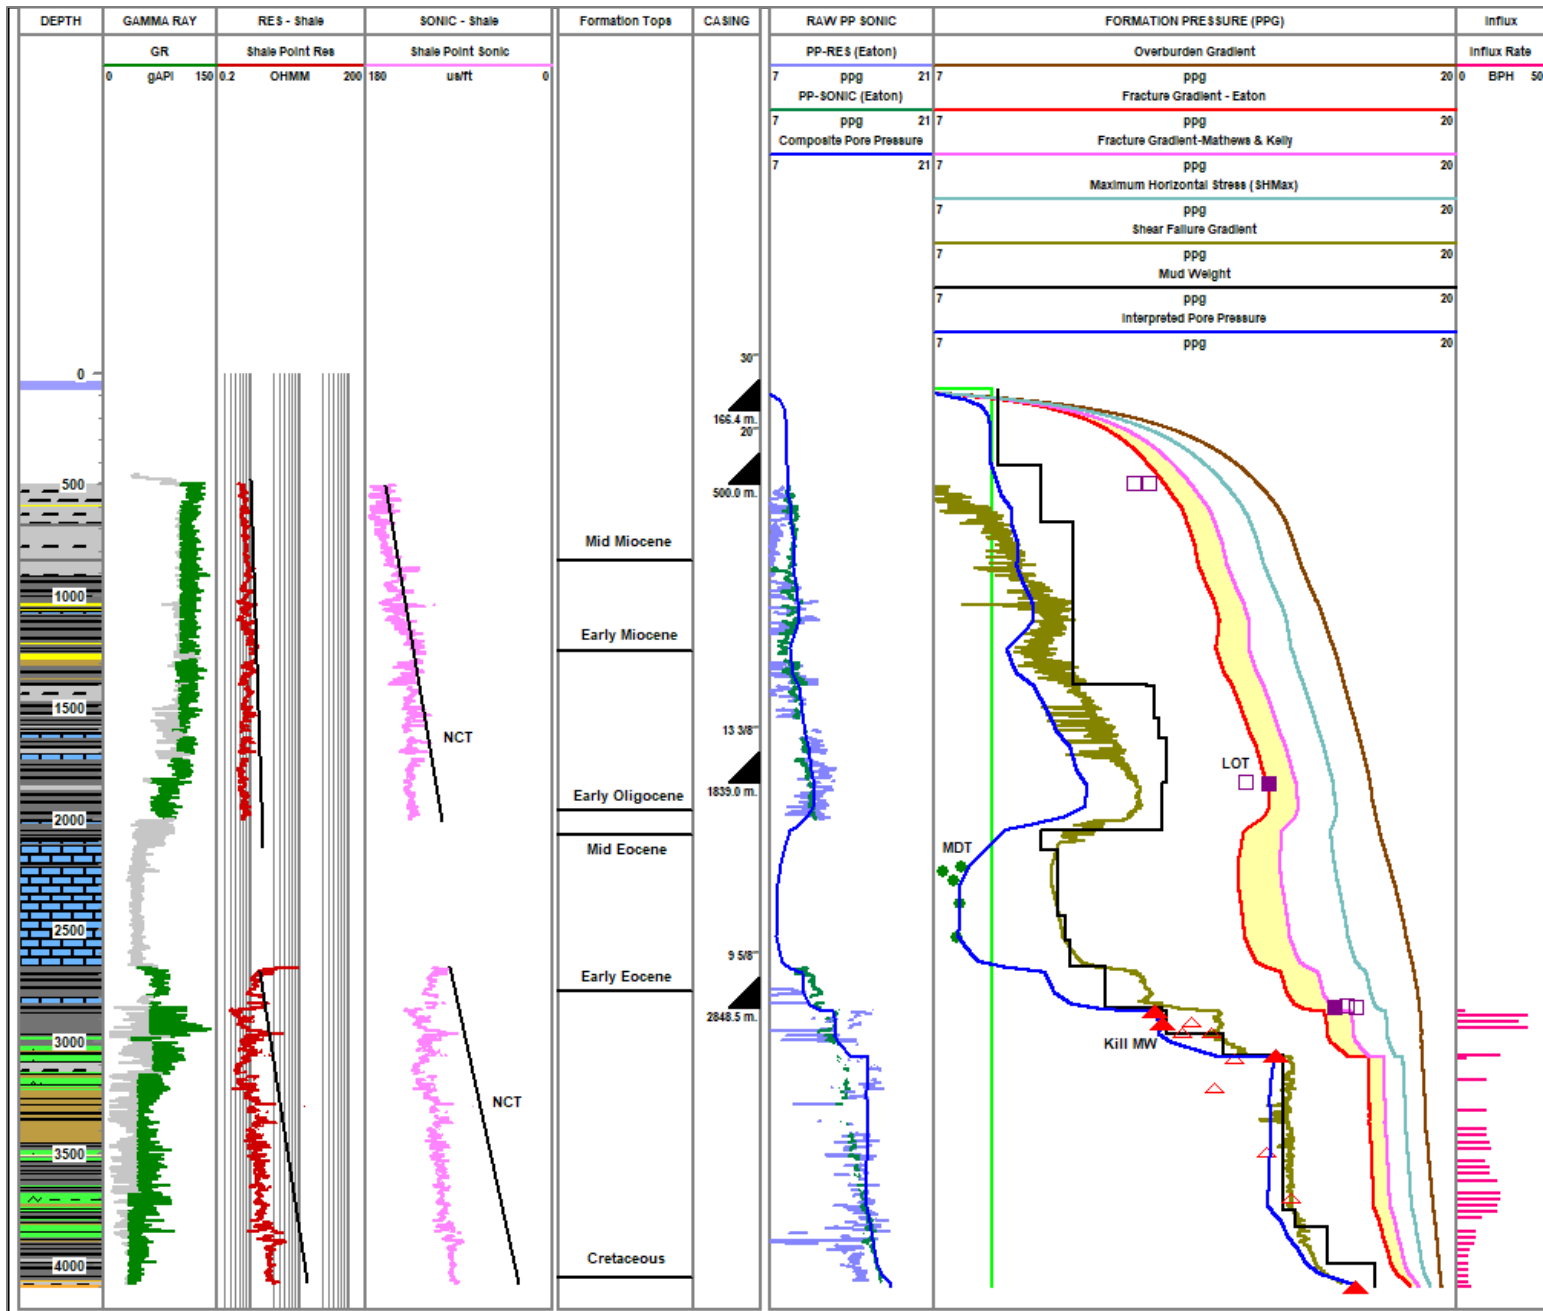 DEPTH GAMMA RAY RES - Shale SONIC - Shale Formation Tops CASING RAW PP SONIC FORMATION PRESSURE (PPG) Influx
GR Shale Point Res Shale Point Sonic PP-RES (Eaton) Overburden Gradient Influx Rate
0 gAPI 150 0.2 OHMM 200 180 us/ft 0 7 ppg 21 7 ppg 20 0 BPH 50
PP-SONIC (Eaton) Fracture Gradient - Eaton
7 ppg 21 7 ppg 20
Composite Pore Pressure Fracture Gradient-Mathews & Kelly
7 21 7 ppg 20
Maximum Horizontal Stress (SHMax)
7 ppg 20
Shear Failure Gradient
7 ppg 20
Mud Weight
7 ppg 20
Interpreted Pore Pressure
7 ppg 20
30"
0
166.4 m.
20"
500
500.0 m.
Mid Miocene
1000
Early Miocene
1500
13 3/8"
NCT
LOT
1839.0 m.
Early Oligocene
2000
Mid Eocene
MDT
2500
9 5/8"
Early Eocene
2848.5 m.
3000
Kill MW
NCT
3500
Cretaceous
4000